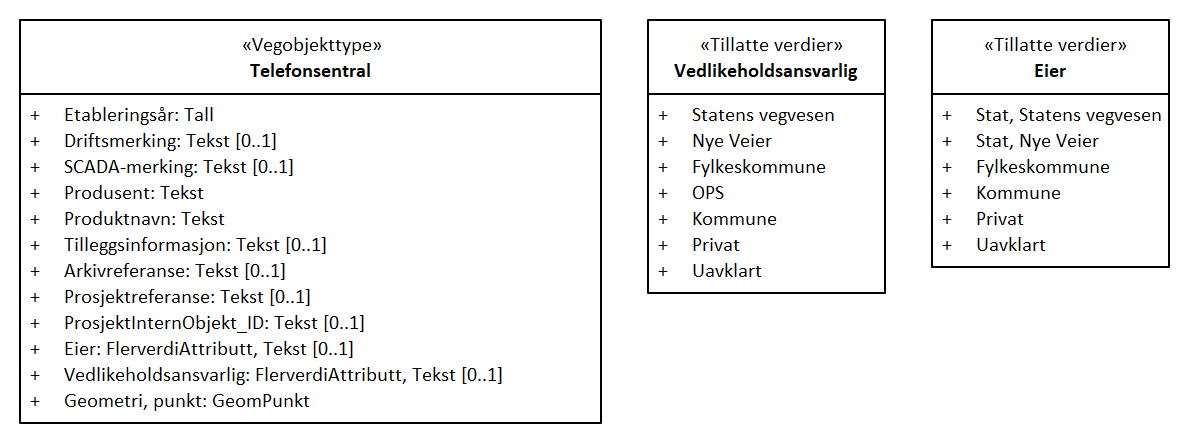 «Vegobjekttype»
Telefonsentral
+ Etableringsår: Tall
+ Driftsmerking: Tekst [0..1]
+ SCADA-merking: Tekst [0..1]
+ Produsent: Tekst
+ Produktnavn: Tekst
+ Tilleggsinformasjon: Tekst [0..1]
+ Arkivreferanse: Tekst [0..1]
+ Prosjektreferanse: Tekst [0..1]
+ ProsjektInternObjekt_ID: Tekst [0..1]
+ Eier: FlerverdiAttributt, Tekst [0..1]
+ Vedlikeholdsansvarlig: FlerverdiAttributt, Tekst [0..1]
+ Geometri, punkt: GeomPunkt
«Tillatte verdier»
Vedlikeholdsansvarlig
+ Statens vegvesen
+ Nye Veier
+ Fylkeskommune
+ OPS
+ Kommune
+ Privat
+ Uavklart
«Tillatte verdier»
Eier
+ Stat, Statens vegvesen
+ Stat, Nye Veier
+ Fylkeskommune
+ Kommune
+ Privat
+ Uavklart